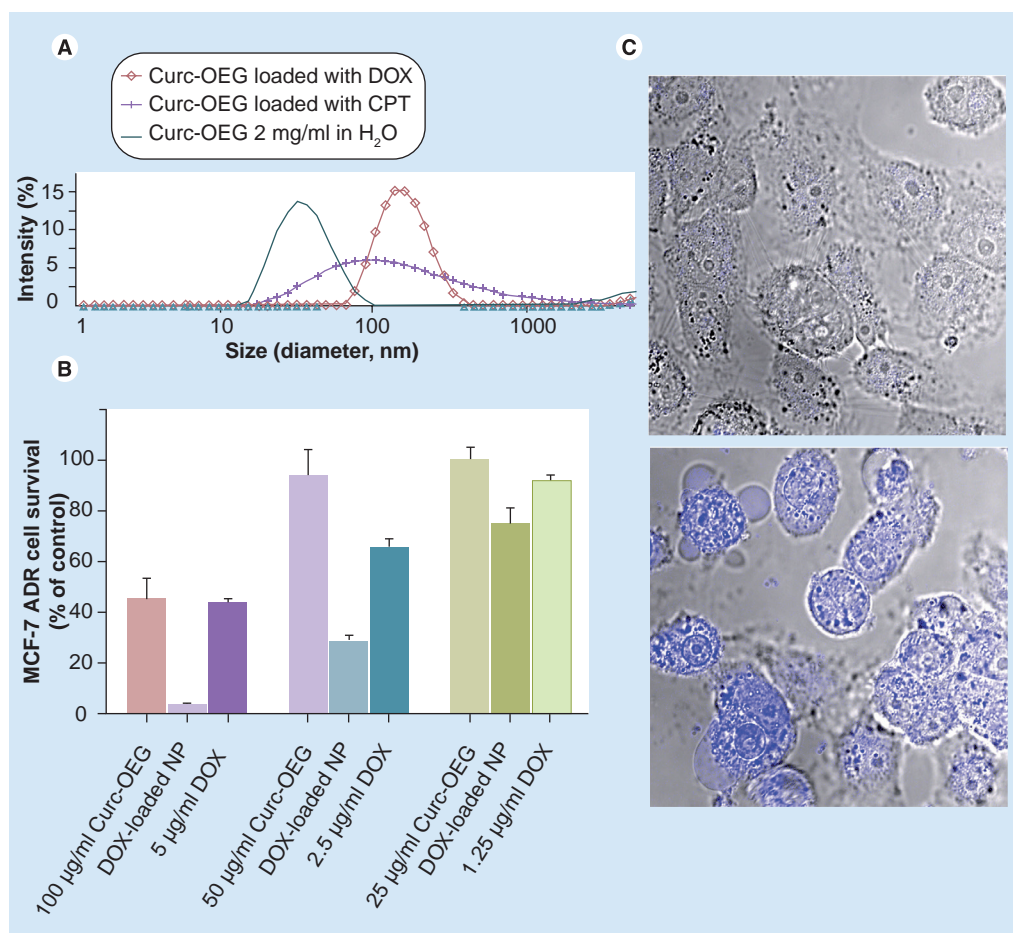 A
Curc-OEG loaded with DOX
Curc-OEG loaded with CPT
Curc-OEG 2 mg/ml in H₂O
Intensity (%)
15
10
5
0
1 10 100 1000
Size (diameter, nm)
B
MCF-7 ADR cell survival
(% of control)
100
80
60
40
20
0
100 µg/ml Curc-OEG
DOX-loaded NP
5 µg/ml DOX
50 µg/ml Curc-OEG
DOX-loaded NP
2.5 µg/ml DOX
25 µg/ml Curc-OEG
DOX-loaded NP
1.25 µg/ml DOX
C